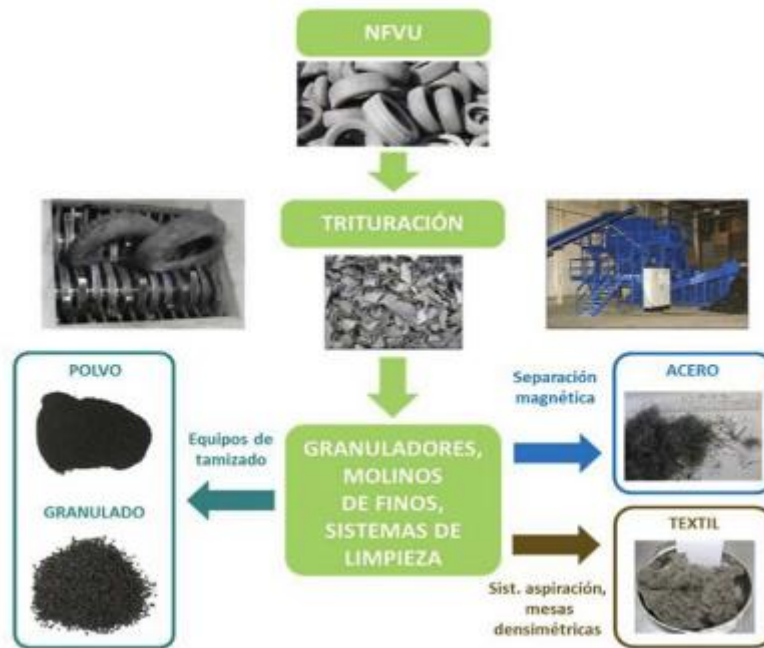 NFVU
TRITURACIÓN
POLVO
GRANULADO
Equipos de
tamizado
GRANULADORES,
MOLINOS
DE FINOS,
SISTEMAS DE
LIMPIEZA
Separación
magnética
ACERO
TEXTIL
Sist. aspiración,
mesas
densimétricas